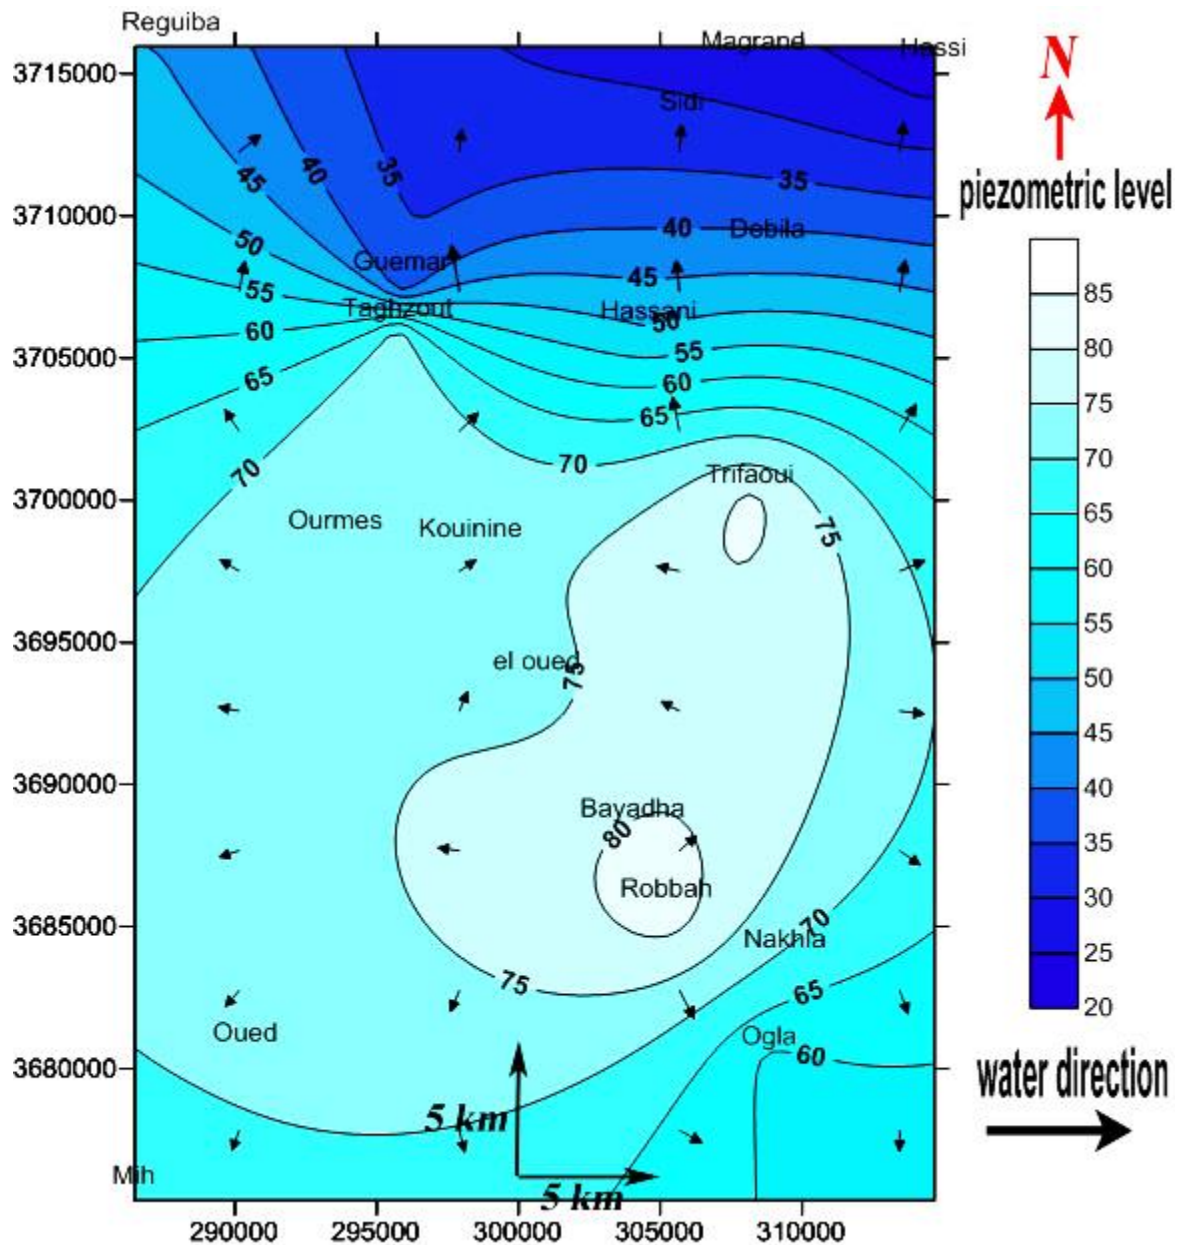 Reguiba
Magrane
Hassi
N
3715000
Sidi
35
40
45
35
piezometric level
3710000
50
40
Debila
Guemar
55
45
85
Taghzout
Hassani
50
60
80
3705000
55
65
60
75
65
70
70
70
Trifaoui
3700000
Ourmes
Kouinine
75
65
60
3695000
el oued
75
55
50
45
3690000
Bayadha
80
40
Robbah
35
30
3685000
70
Nakhla
25
75
65
20
Oued
Ogla
60
3680000
water direction
5 km
Mih
5 km
290000
295000
300000
305000
310000